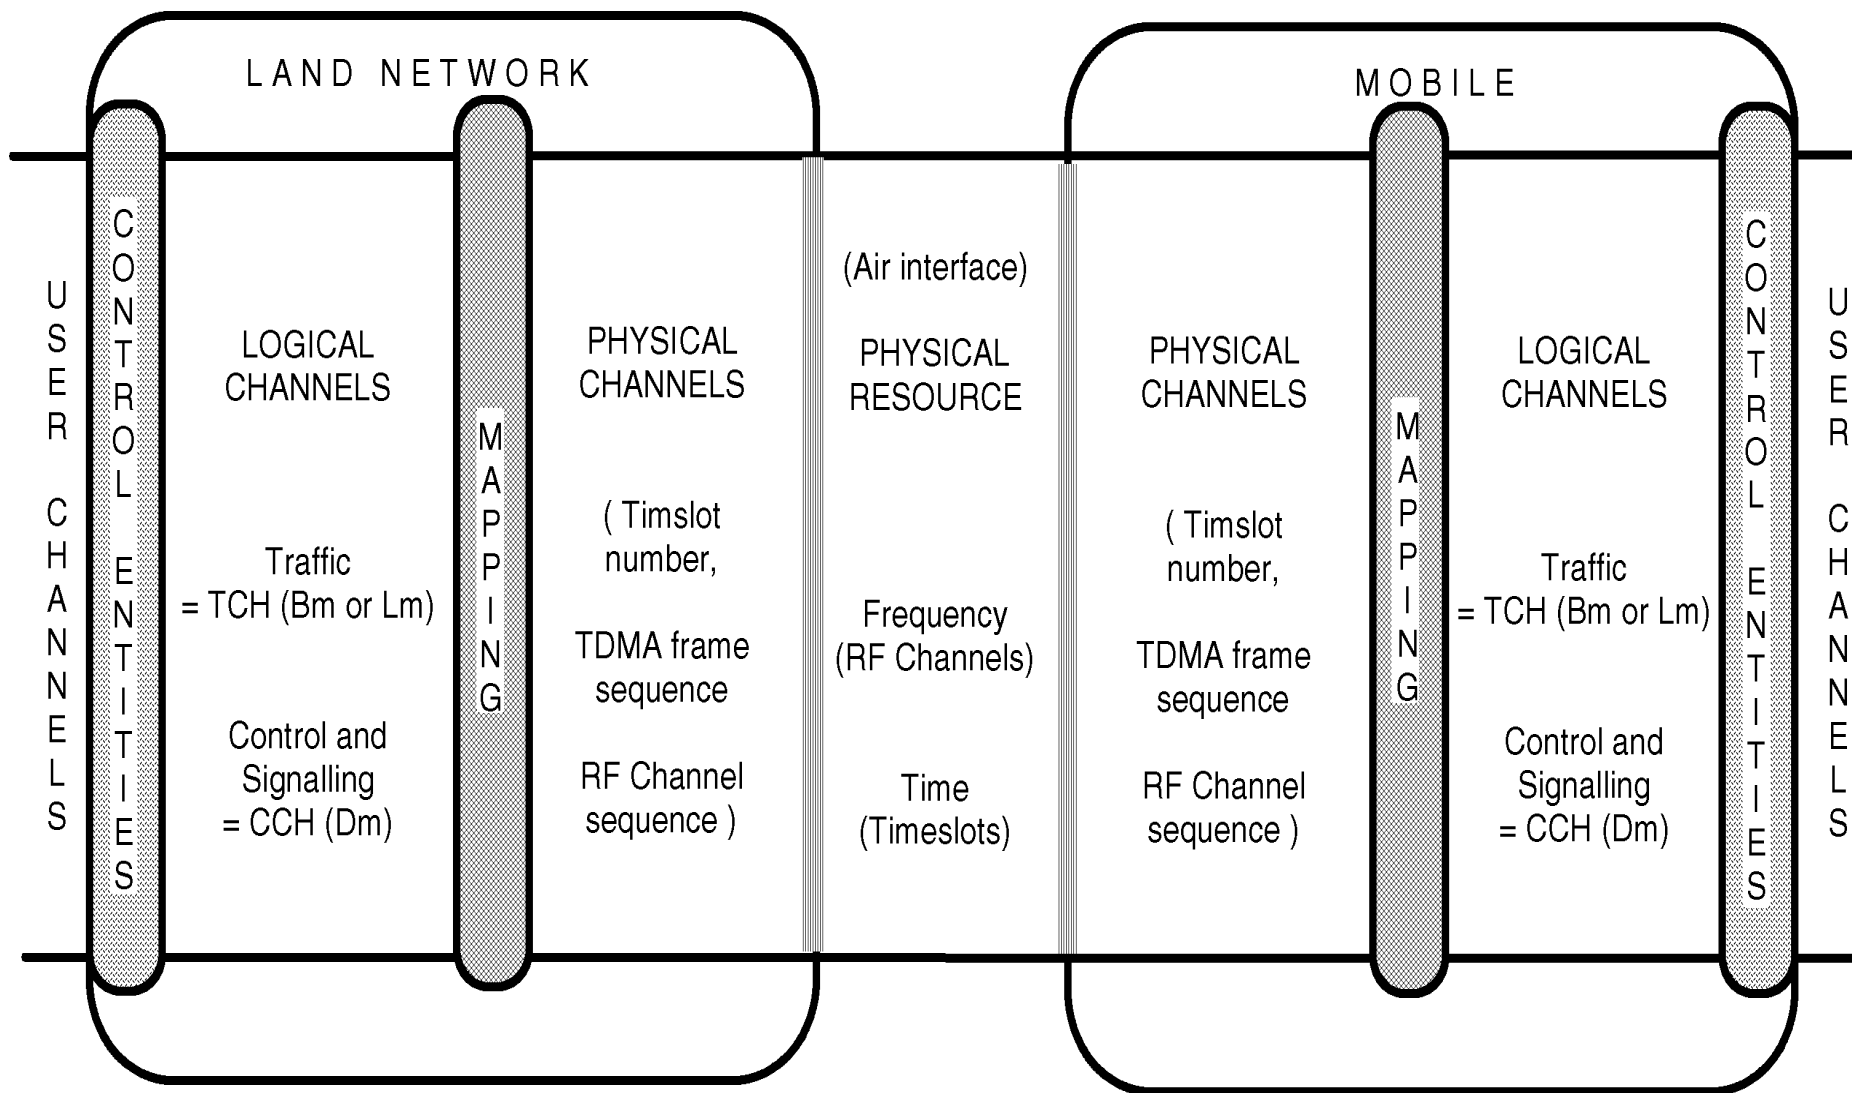 LAND NETWORK
MOBILE
USER CHANNELS
CONTROL ENTITIES
LOGICAL
CHANNELS
Traffic
= TCH (Bm or Lm)
Control and
Signalling
= CCH (Dm)
MAPPING
PHYSICAL
CHANNELS
( Timslot
number,
TDMA frame
sequence
RF Channel
sequence )
(Air interface)
PHYSICAL
RESOURCE
Frequency
(RF Channels)
Time
(Timeslots)
PHYSICAL
CHANNELS
( Timslot
number,
TDMA frame
sequence
RF Channel
sequence )
MAPPING
LOGICAL
CHANNELS
Traffic
= TCH (Bm or Lm)
Control and
Signalling
= CCH (Dm)
CONTROL ENTITIES
USER CHANNELS